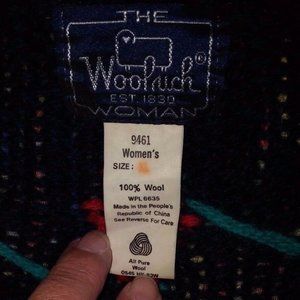 THE
Woolrich®
EST. 1830
WOMAN
9461
Women's
SIZE: XL
100% Wool
WPL 6635
Made in the People's
Republic of China
See Reverse For Care
All Pure
Wool